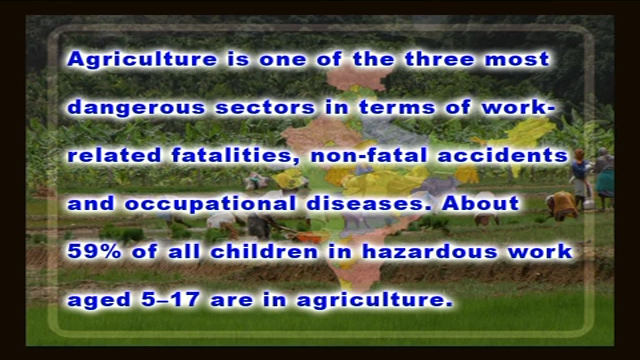 Agriculture is one of the three most
dangerous sectors in terms of work-
related fatalities, non-fatal accidents
and occupational diseases. About
59% of all children in hazardous work
aged 5–17 are in agriculture.